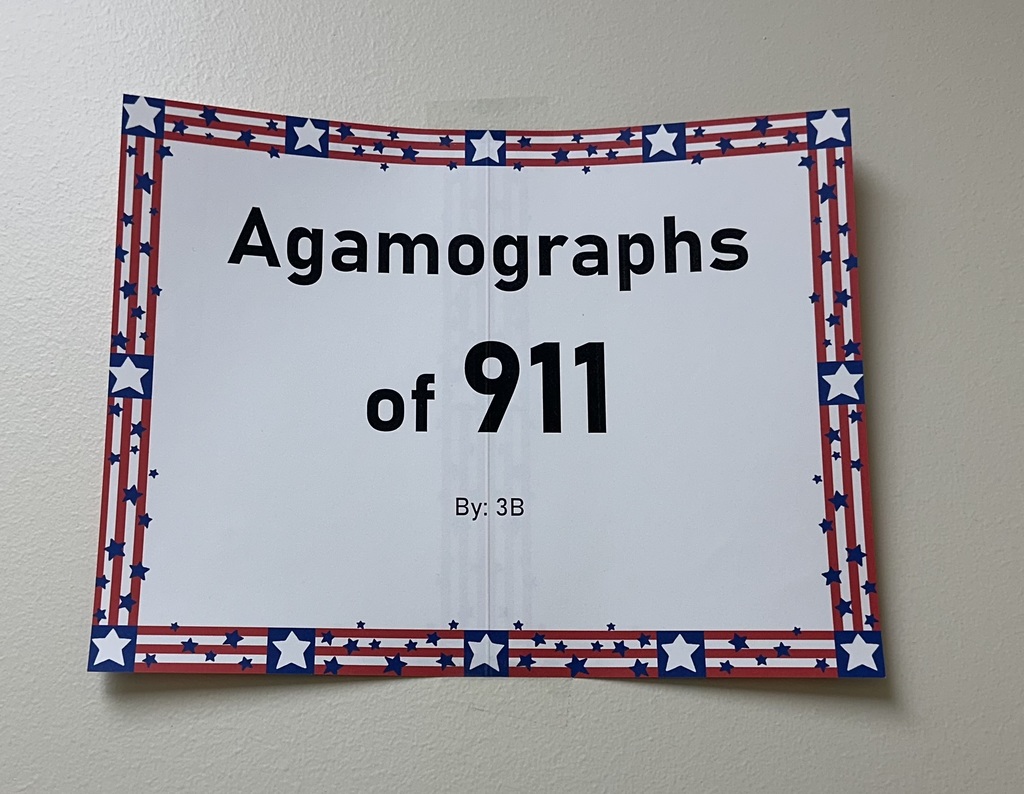 Agamographs
of 911
By: 3B